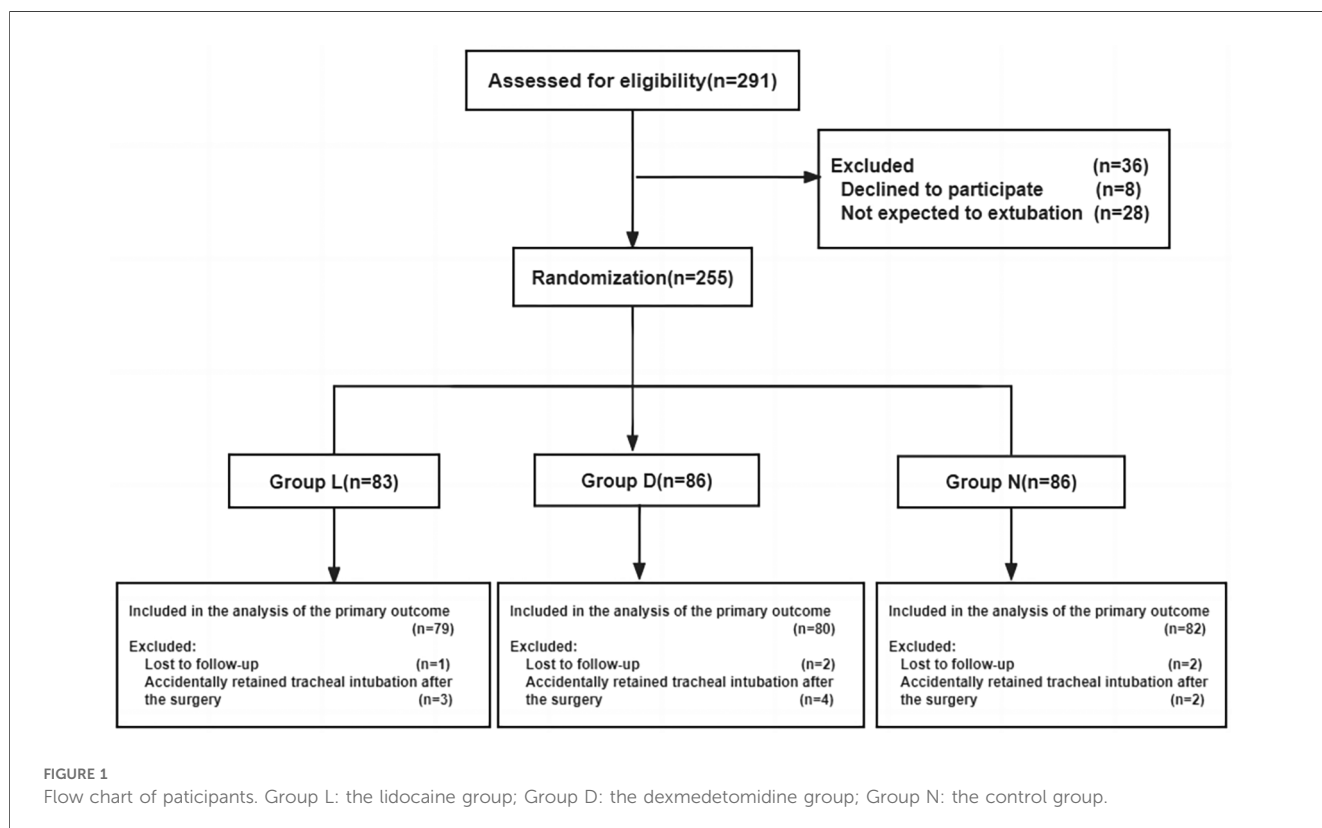 Assessed for eligibility(n=291)
Excluded (n=36)
Declined to participate (n=8)
Not expected to extubation (n=28)
Randomization(n=255)
Group L(n=83)
Group D(n=86)
Group N(n=86)
Included in the analysis of the primary outcome
(n=79)
Excluded:
Lost to follow-up (n=1)
Accidentally retained tracheal intubation after
the surgery (n=3)
Included in the analysis of the primary outcome
(n=80)
Excluded:
Lost to follow-up (n=2)
Accidentally retained tracheal intubation after
the surgery (n=4)
Included in the analysis of the primary outcome
(n=82)
Excluded:
Lost to follow-up (n=2)
Accidentally retained tracheal intubation after
the surgery (n=2)
FIGURE 1
Flow chart of paticipants. Group L: the lidocaine group; Group D: the dexmedetomidine group; Group N: the control group.